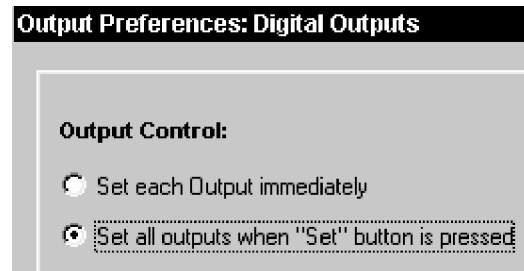 Output Preferences: Digital Outputs
Output Control:
Set each Output immediately
Set all outputs when "Set" button is pressed